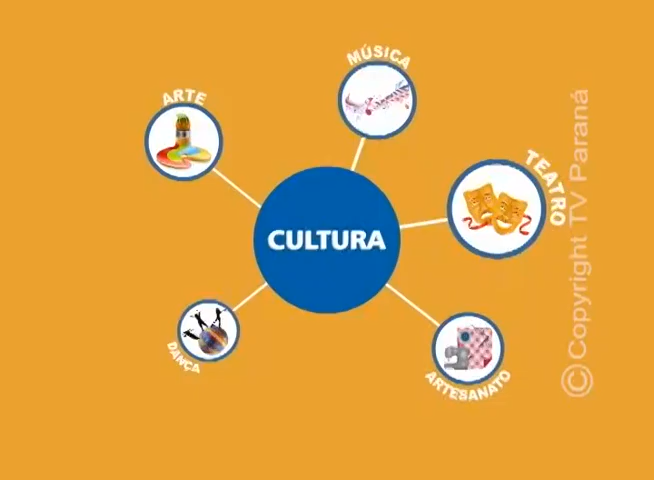 MÚSICA
ARTE
TEATRO
CULTURA
DANÇA
ARTESANATO
© Copyright TV Paraná